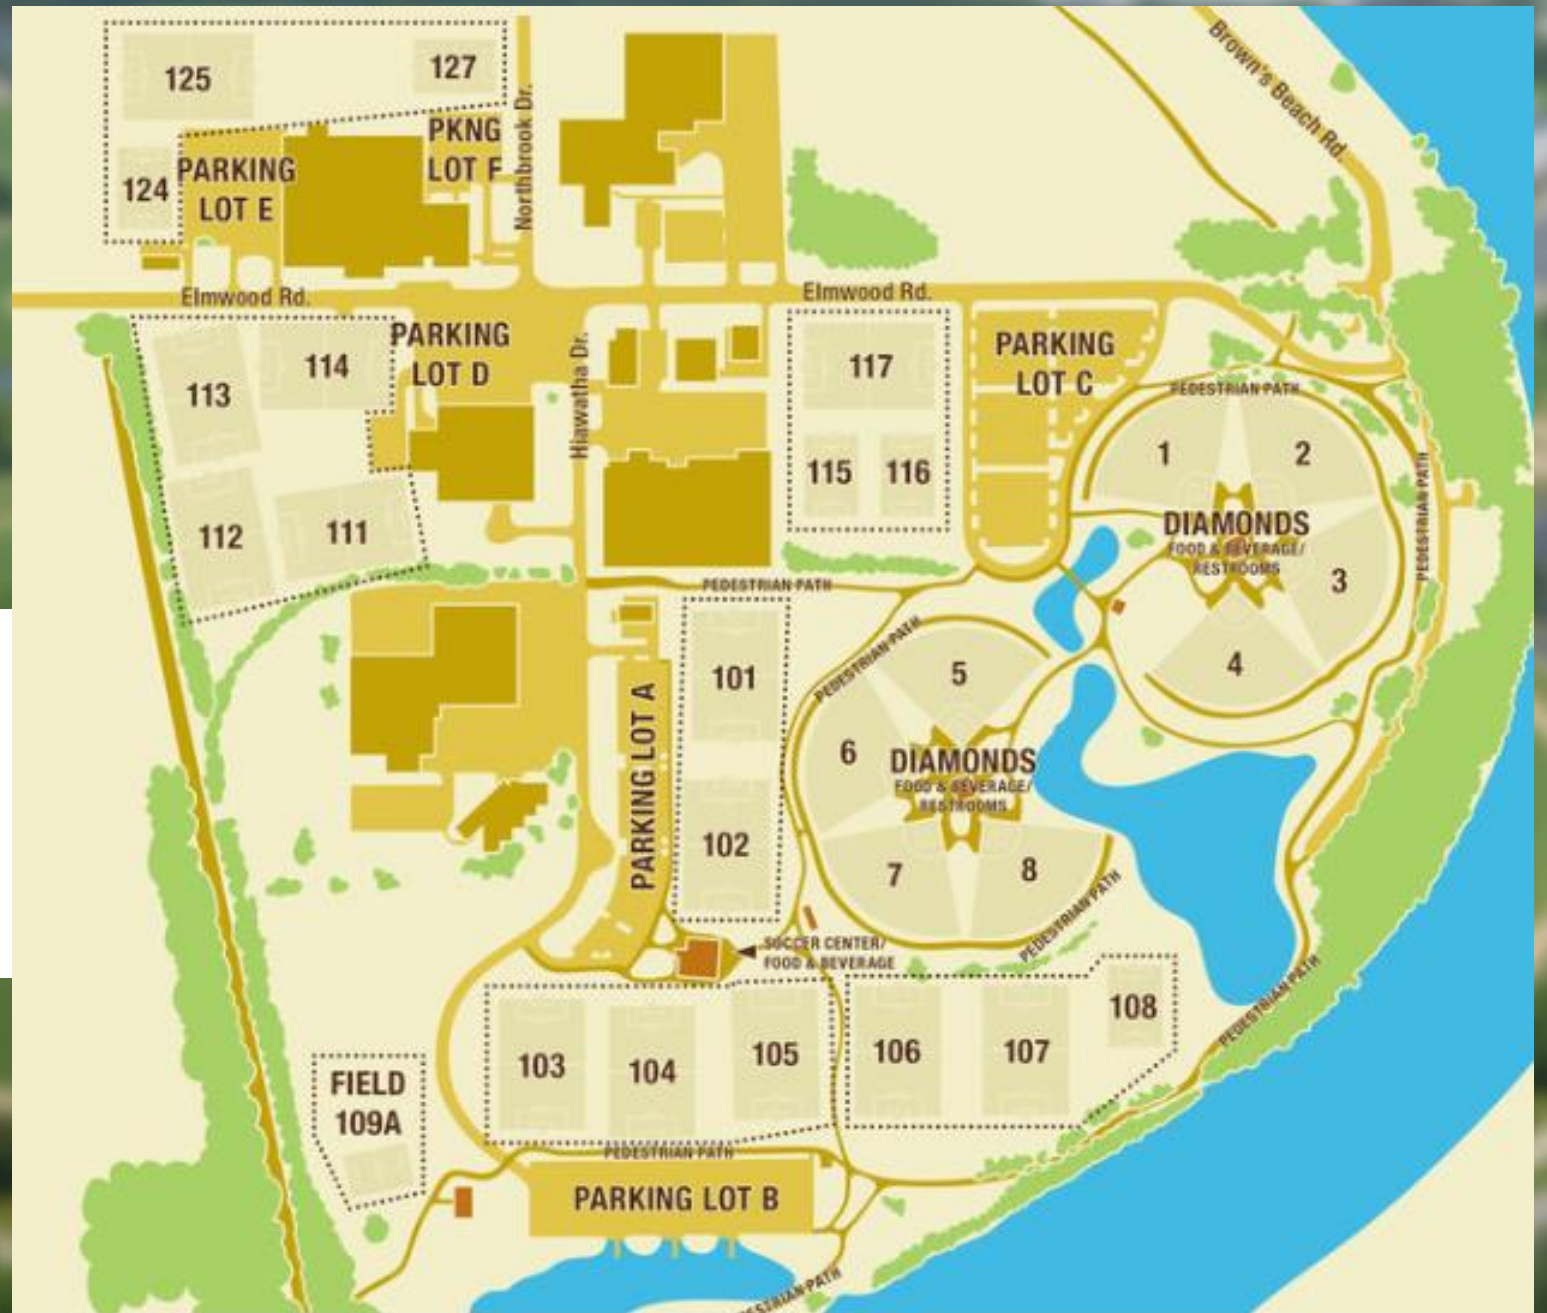 125
127
Northbrook Dr.
Brown's Beach Rd.
124
PARKING
LOT E
PKNG
LOT F
Elmwood Rd.
Elmwood Rd.
113
114
PARKING
LOT D
Hiawatha Dr.
117
PARKING
LOT C
PEDESTRIAN PATH
115
116
1
2
PEDESTRIAN PATH
112
111
DIAMONDS
FOOD & BEVERAGE/
RESTROOMS
3
4
PEDESTRIAN PATH
PEDESTRIAN PATH
101
PARKING LOT A
5
6
DIAMONDS
FOOD & BEVERAGE/
RESTROOMS
102
7
8
PEDESTRIAN PATH
SOCCER CENTER/
FOOD & BEVERAGE
103
104
105
106
107
108
PEDESTRIAN PATH
FIELD
109A
PEDESTRIAN PATH
PARKING LOT B
PEDESTRIAN PATH